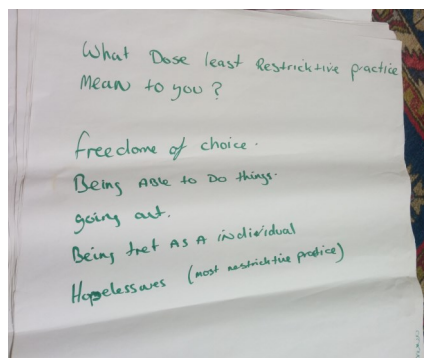 What Dose least Restricktive practice
Mean to you?
freedome of choice.
Being ABle to Do things.
going out.
Being tret AS A individual
Hopelessnes (most restricktive practice)